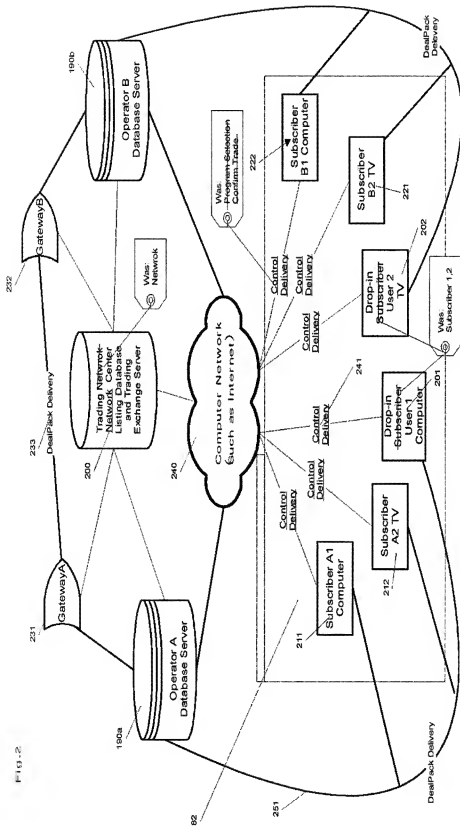 Fig-2
231
GatewayA
233
DealPack Delivery
232
GatewayB
190a
Operator A
Database Server
200
Trading Netwrok
Network Center
Listing Database
and Trading
Exchange Server
Was:
Netwrok
190b
Operator B
Database Server
240
Computer Network
(Such as Internet)
Was:
Program Selection
Confirm Trade
222
Control
Delivery
Control
Delivery
Control
Delivery
Control
Delivery
Control
Delivery
Control
Delivery
241
Subscriber A1
Computer
211
Subscriber
A2 TV
212
Drop-in
Subscriber
User 1
Computer
201
Drop-in
Subscriber
User 2
TV
202
Was:
Subscriber 1,2
Subscriber
B2 TV
221
Subscriber
B1 Computer
62
251
DealPack Delivery
DealPack Delivery
DealPack
Delevery